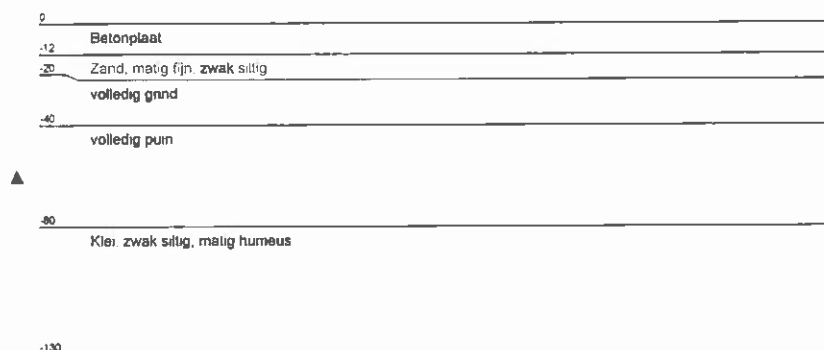 0
Betonplaat
-12
Zand, matig fijn, zwak siltig
-20
volledig grind
-40
volledig puin
-80
Klei, zwak siltig, matig humeus
-130